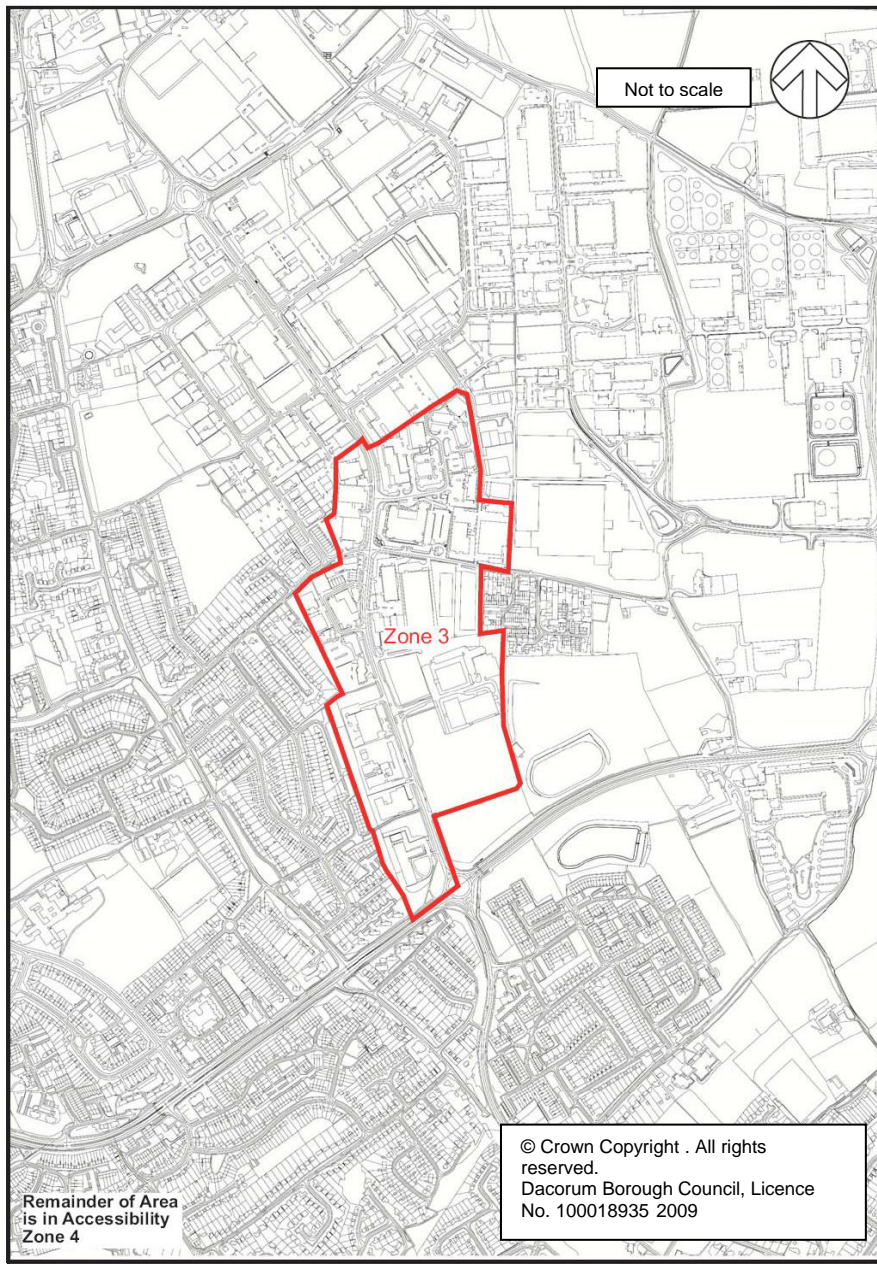 Not to scale
Zone 3
© Crown Copyright . All rights
reserved.
Dacorum Borough Council, Licence
No. 100018935 2009
Remainder of Area
is in Accessibility
Zone 4